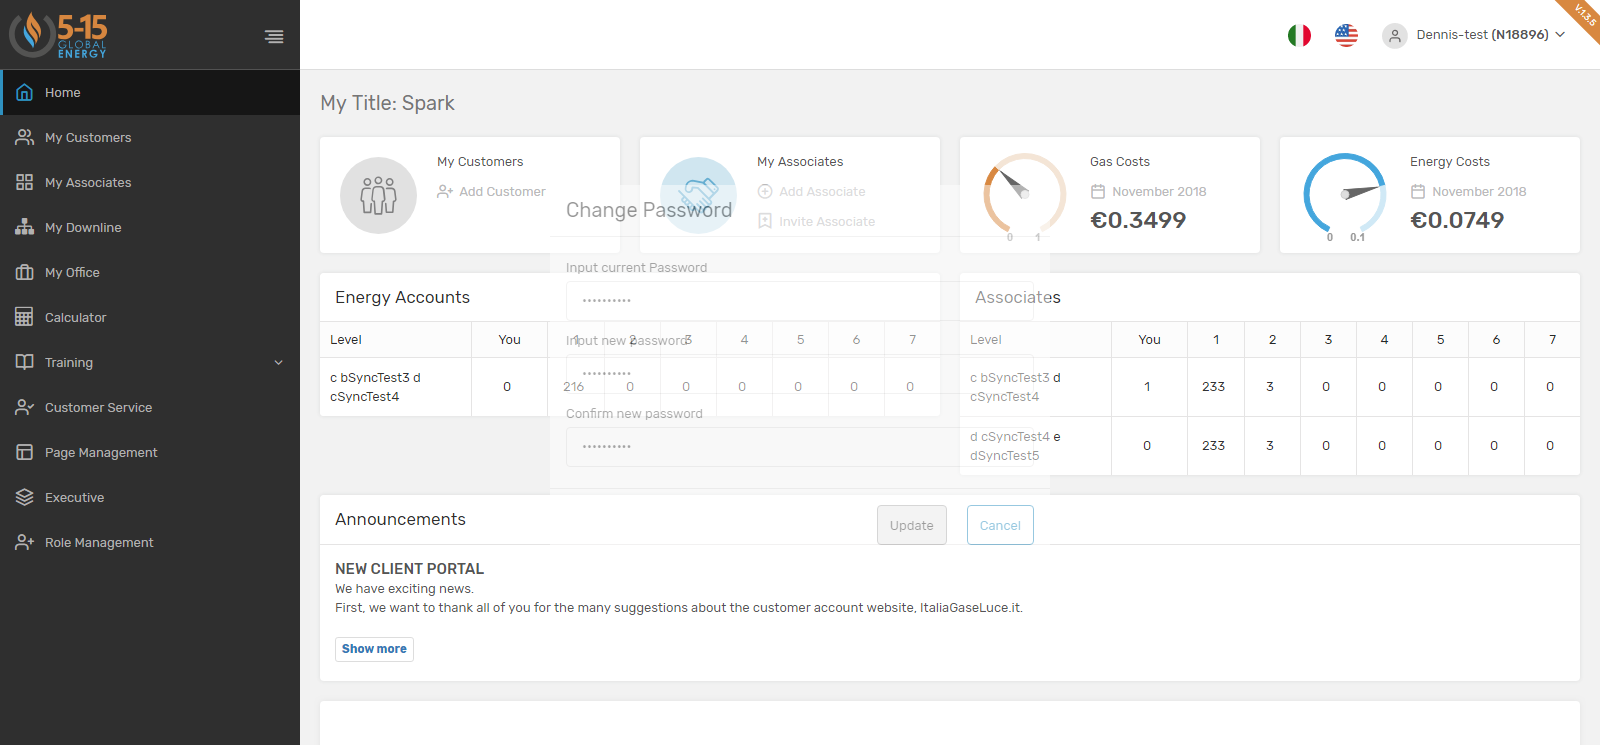 5-15
GLOBAL
ENERGY
Home
My Customers
My Associates
My Downline
My Office
Calculator
Training
Customer Service
Page Management
Executive
Role Management
Dennis-test (N18896)
V.1.3.5
My Title: Spark
My Customers
Add Customer
My Associates
Add Associate
Invite Associate
Gas Costs
November 2018
€0.3499
0 1
Energy Costs
November 2018
€0.0749
0 0.1
Change Password
Input current Password
••••••••••
Input new password
••••••••••
Confirm new password
••••••••••
Update
Cancel
Energy Accounts
Level You 1 2 3 4 5 6 7
c bSyncTest3 d
cSyncTest4
0 216 0 0 0 0 0 0
Associates
Level You 1 2 3 4 5 6 7
c bSyncTest3 d
cSyncTest4
1 233 3 0 0 0 0 0
d cSyncTest4 e
dSyncTest5
0 233 3 0 0 0 0 0
Announcements
NEW CLIENT PORTAL
We have exciting news.
First, we want to thank all of you for the many suggestions about the customer account website, ItaliaGaseLuce.it.
Show more